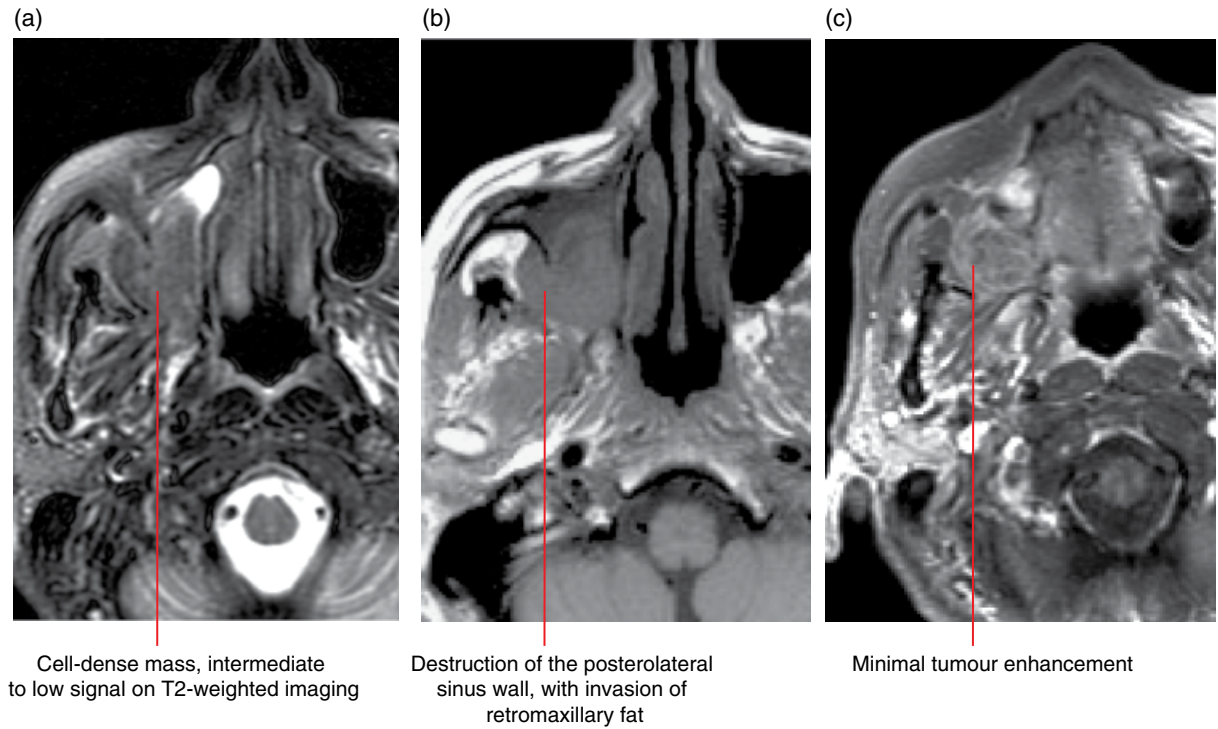 (a)
(b)
(c)
Cell-dense mass, intermediate
to low signal on T2-weighted imaging
Destruction of the posterolateral
sinus wall, with invasion of
retromaxillary fat
Minimal tumour enhancement